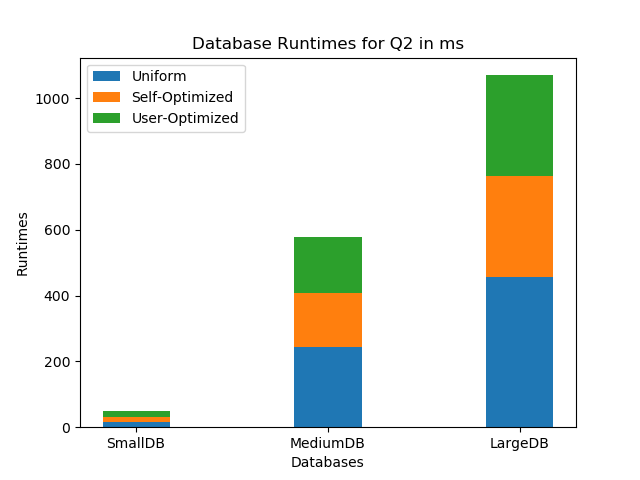 Database Runtimes for Q2 in ms
Uniform
Self-Optimized
User-Optimized
1000
800
600
400
200
0
Runtimes
SmallDB
MediumDB
LargeDB
Databases